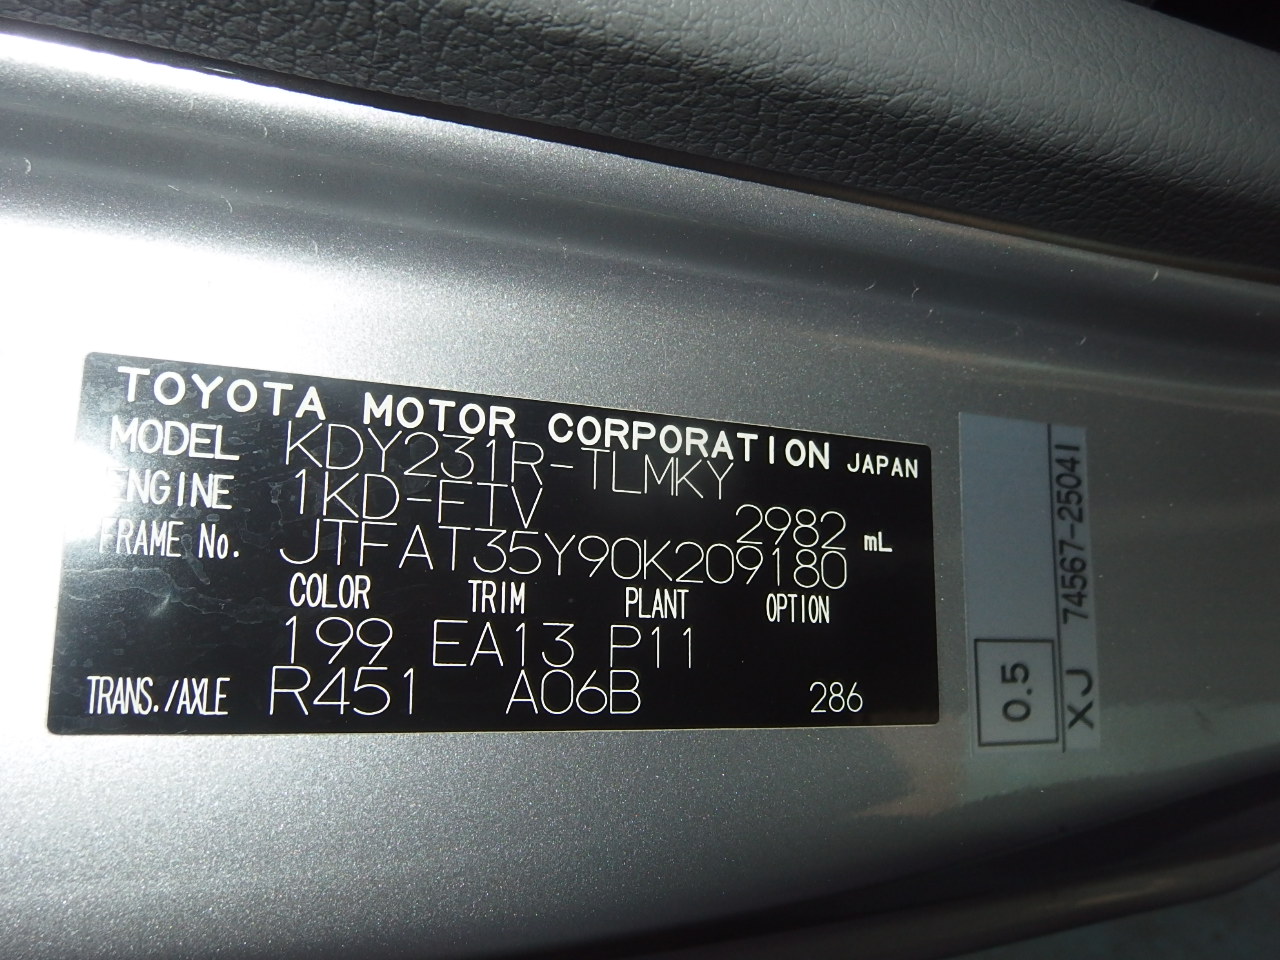 TOYOTA MOTOR CORPORATION JAPAN
MODEL KDY231R-TLMKY
ENGINE 1KD-FTV 2982 mL
FRAME No. JTFAT35Y90K209180
COLOR TRIM PLANT OPTION
199 EA13 P11
TRANS./AXLE R451 A06B 286
74567-25041
0.5 XJ